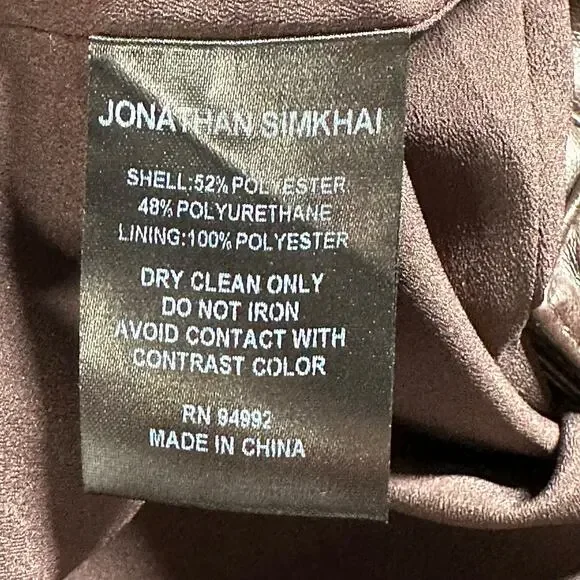 JONATHAN SIMKHAI
SHELL:52% POLYESTER
48% POLYURETHANE
LINING:100% POLYESTER
DRY CLEAN ONLY
DO NOT IRON
AVOID CONTACT WITH
CONTRAST COLOR
RN 94992
MADE IN CHINA